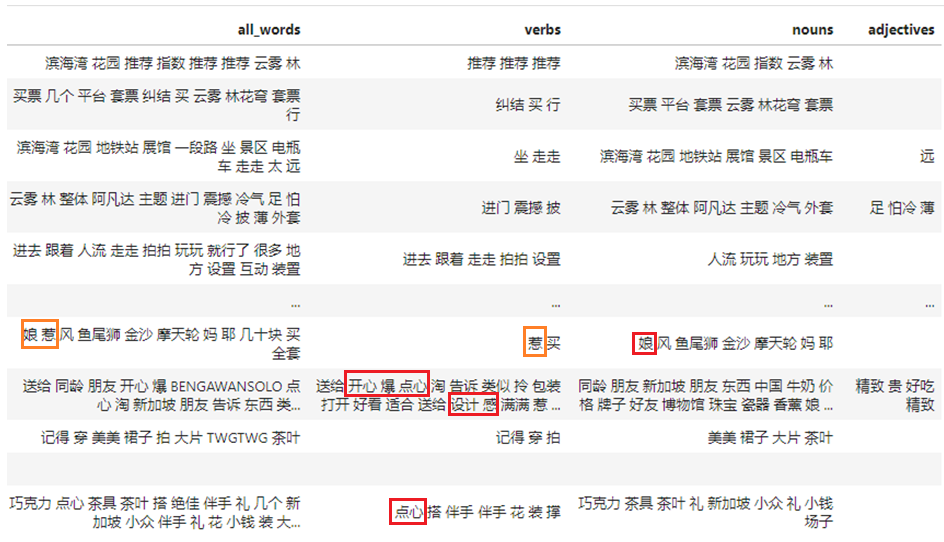 all_words verbs nouns adjectives
滨海湾 花园 推荐 指数 推荐 推荐 云雾 林 推荐 推荐 推荐 滨海湾 花园 指数 云雾 林
买票 几个 平台 套票 纠结 买 云雾 林花穹 套票
行 纠结 买 行 买票 平台 套票 云雾 林花穹 套票
滨海湾 花园 地铁站 展馆 一段路 坐 景区 电瓶
车 走走 太 远 坐 走走 滨海湾 花园 地铁站 展馆 景区 电瓶车 远
云雾 林 整体 阿凡达 主题 进门 震撼 冷气 足 怕
冷 披 薄 外套 进门 震撼 披 云雾 林 整体 阿凡达 主题 冷气 外套 足 怕冷 薄
进去 跟着 人流 走走 拍拍 玩玩 就行了 很多 地
方 设置 互动 装置 进去 跟着 走走 拍拍 设置 人流 玩玩 地方 装置
... ... ... ...
娘 惹 风 鱼尾狮 金沙 摩天轮 妈 耶 几十块 买
全套 惹 买 娘 风 鱼尾狮 金沙 摩天轮 妈 耶
送给 同龄 朋友 开心 爆 BENGAWANSOLO 点
心 淘 新加坡 朋友 告诉 东西 类... 送给 开心 爆 点心 淘 告诉 类似 拎 包装
打开 好看 适合 送给 设计 感 满满 惹 ... 同龄 朋友 新加坡 朋友 东西 中国 牛奶 价
格 牌子 好友 博物馆 珠宝 瓷器 香薰 娘 ... 精致 贵 好吃
精致
记得 穿 美美 裙子 拍 大片 TWGTWG 茶叶 记得 穿 拍 美美 裙子 大片 茶叶
巧克力 点心 茶具 茶叶 搭 绝佳 伴手 礼 几个 新
加坡 小众 伴手 礼 花 小钱 装 大... 点心 搭 伴手 伴手 花 装 撑 巧克力 茶具 茶叶 礼 新加坡 小众 礼 小钱
场子